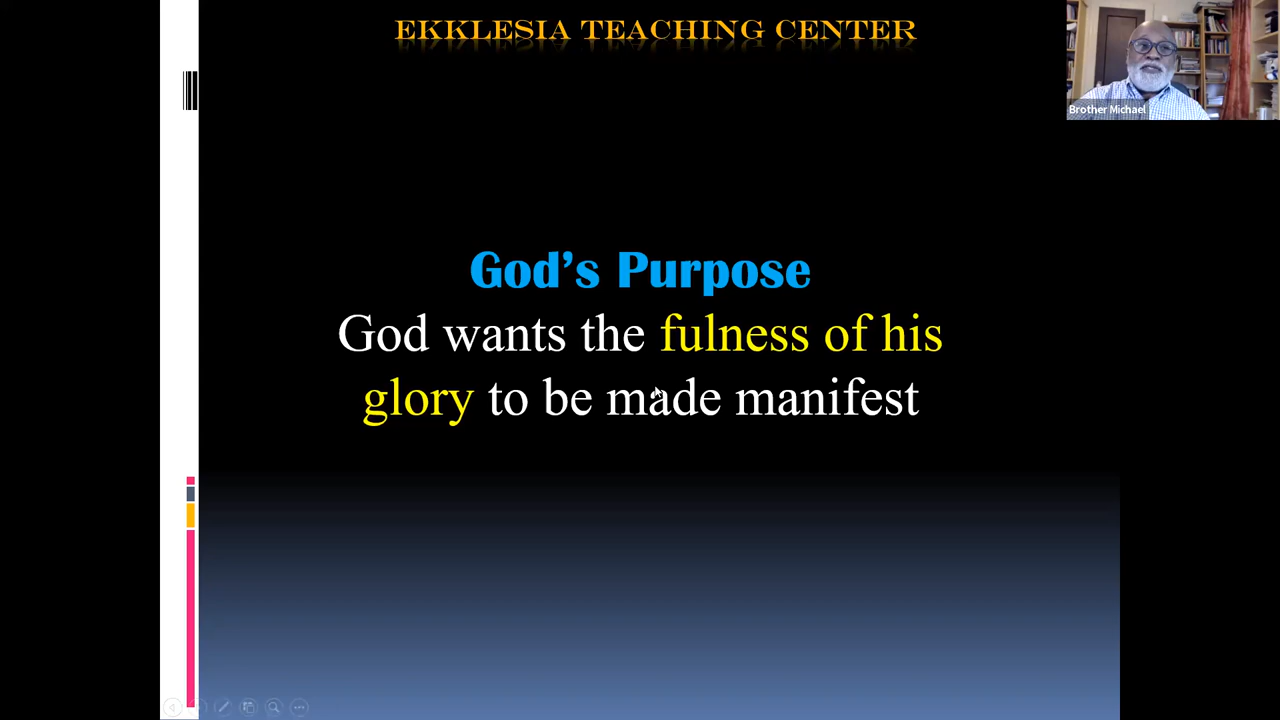 EKKLESIA TEACHING CENTER
Brother Michael
God's Purpose
God wants the fulness of his
glory to be made manifest